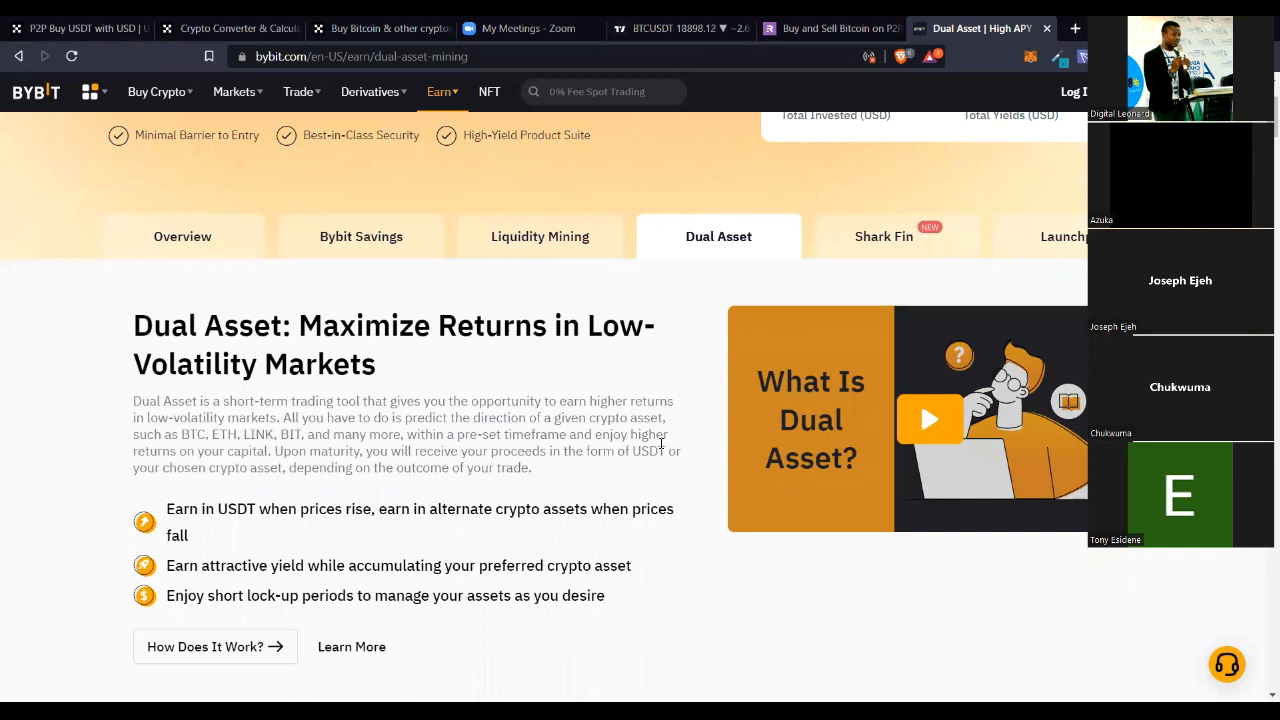 P2P Buy USDT with USD | U
Crypto Converter & Calcula
Buy Bitcoin & other crypto
My Meetings - Zoom
BTCUSDT 18898.12 ▼ −2.6
Buy and Sell Bitcoin on P2P
Dual Asset | High APY
bybit.com/en-US/earn/dual-asset-mining
BYBIT
Buy Crypto
Markets
Trade
Derivatives
Earn
NFT
0% Fee Spot Trading
Log I
Minimal Barrier to Entry
Best-in-Class Security
High-Yield Product Suite
Total Invested (USD)
Total Yields (USD)
Overview
Bybit Savings
Liquidity Mining
Dual Asset
Shark Fin
NEW
Launchp
Dual Asset: Maximize Returns in Low-
Volatility Markets
Dual Asset is a short-term trading tool that gives you the opportunity to earn higher returns
in low-volatility markets. All you have to do is predict the direction of a given crypto asset,
such as BTC, ETH, LINK, BIT, and many more, within a pre-set timeframe and enjoy higher
returns on your capital. Upon maturity, you will receive your proceeds in the form of USDT or
your chosen crypto asset, depending on the outcome of your trade.
Earn in USDT when prices rise, earn in alternate crypto assets when prices
fall
Earn attractive yield while accumulating your preferred crypto asset
Enjoy short lock-up periods to manage your assets as you desire
How Does It Work? →
Learn More
What Is
Dual
Asset?
?
Digital Leonard
Azuka
Joseph Ejeh
Joseph Ejeh
Chukwuma
Chukwuma
E
Tony Esidene